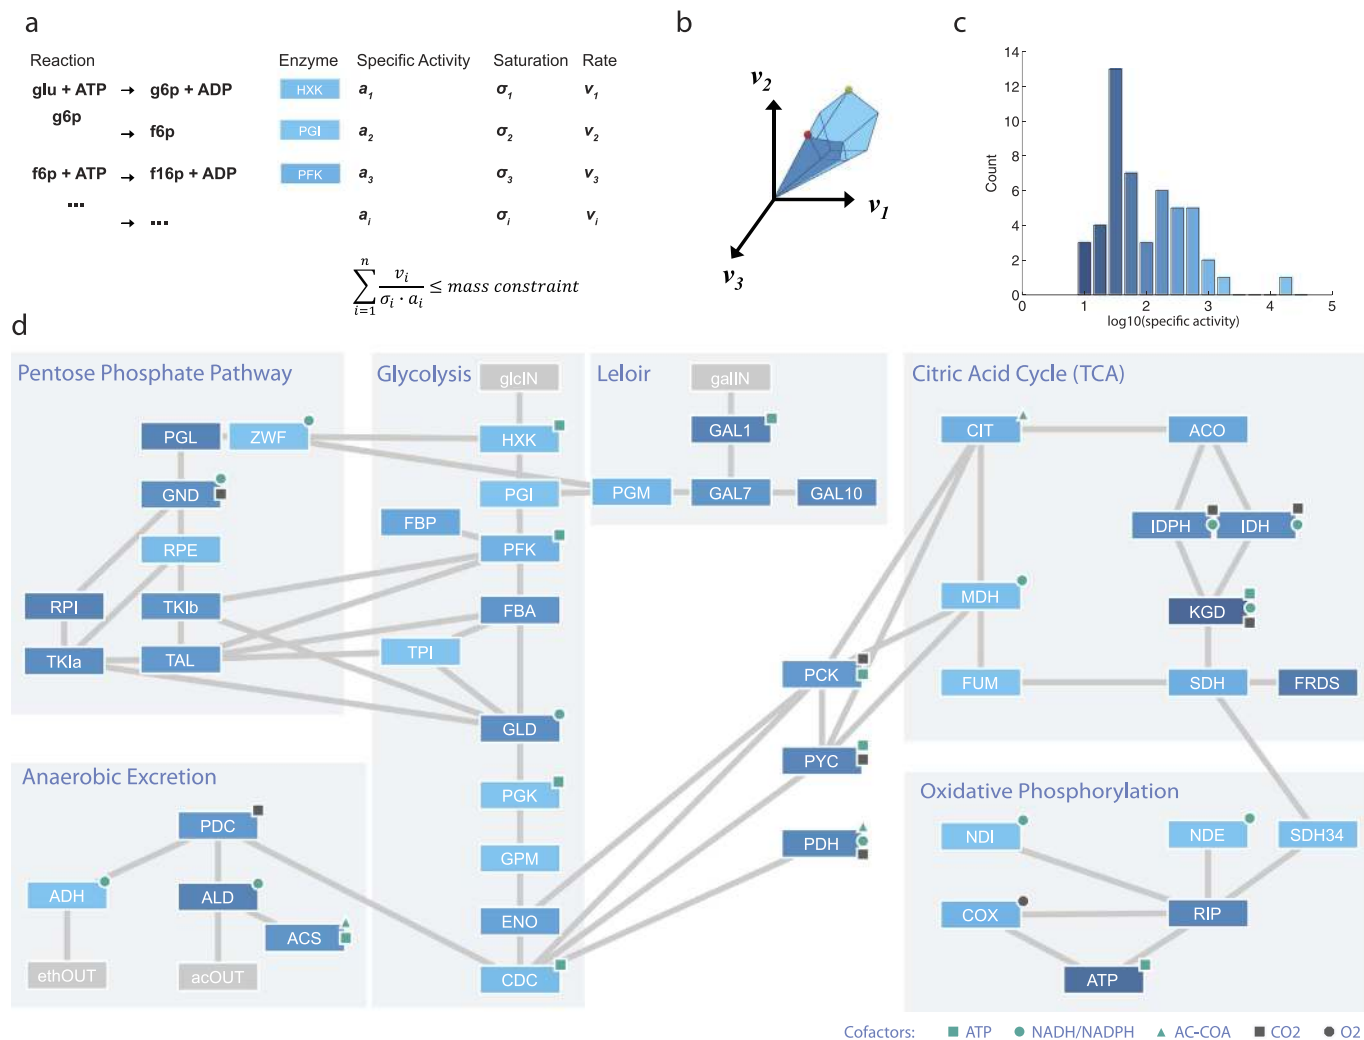 a
Reaction Enzyme Specific Activity Saturation Rate
glu + ATP → g6p + ADP HXK a1 σ1 v1
g6p
→ f6p PGI a2 σ2 v2
f6p + ATP → f16p + ADP PFK a3 σ3 v3
...
→ ... ai σi vi
n∑i=1 vi/(σi · ai) ≤ mass constraint
b
v2
v1
v3
c
14
12
10
8
6
4
2
0
Count
0 1 2 3 4 5
log10(specific activity)
d
Pentose Phosphate Pathway
PGL ZWF
GND
RPE
RPI TKIb
TKIa TAL
Glycolysis
glcIN
HXK
PGI
FBP PFK
FBA
TPI
GLD
PGK
GPM
ENO
CDC
Leloir
galIN
GAL1
PGM GAL7 GAL10
Citric Acid Cycle (TCA)
CIT ACO
IDPH IDH
MDH KGD
FUM SDH FRDS
PCK
PYC
PDH
Anaerobic Excretion
PDC
ADH ALD
ACS
ethOUT acOUT
Oxidative Phosphorylation
NDI NDE SDH34
COX RIP
ATP
Cofactors: ATP NADH/NADPH AC-COA CO2 O2